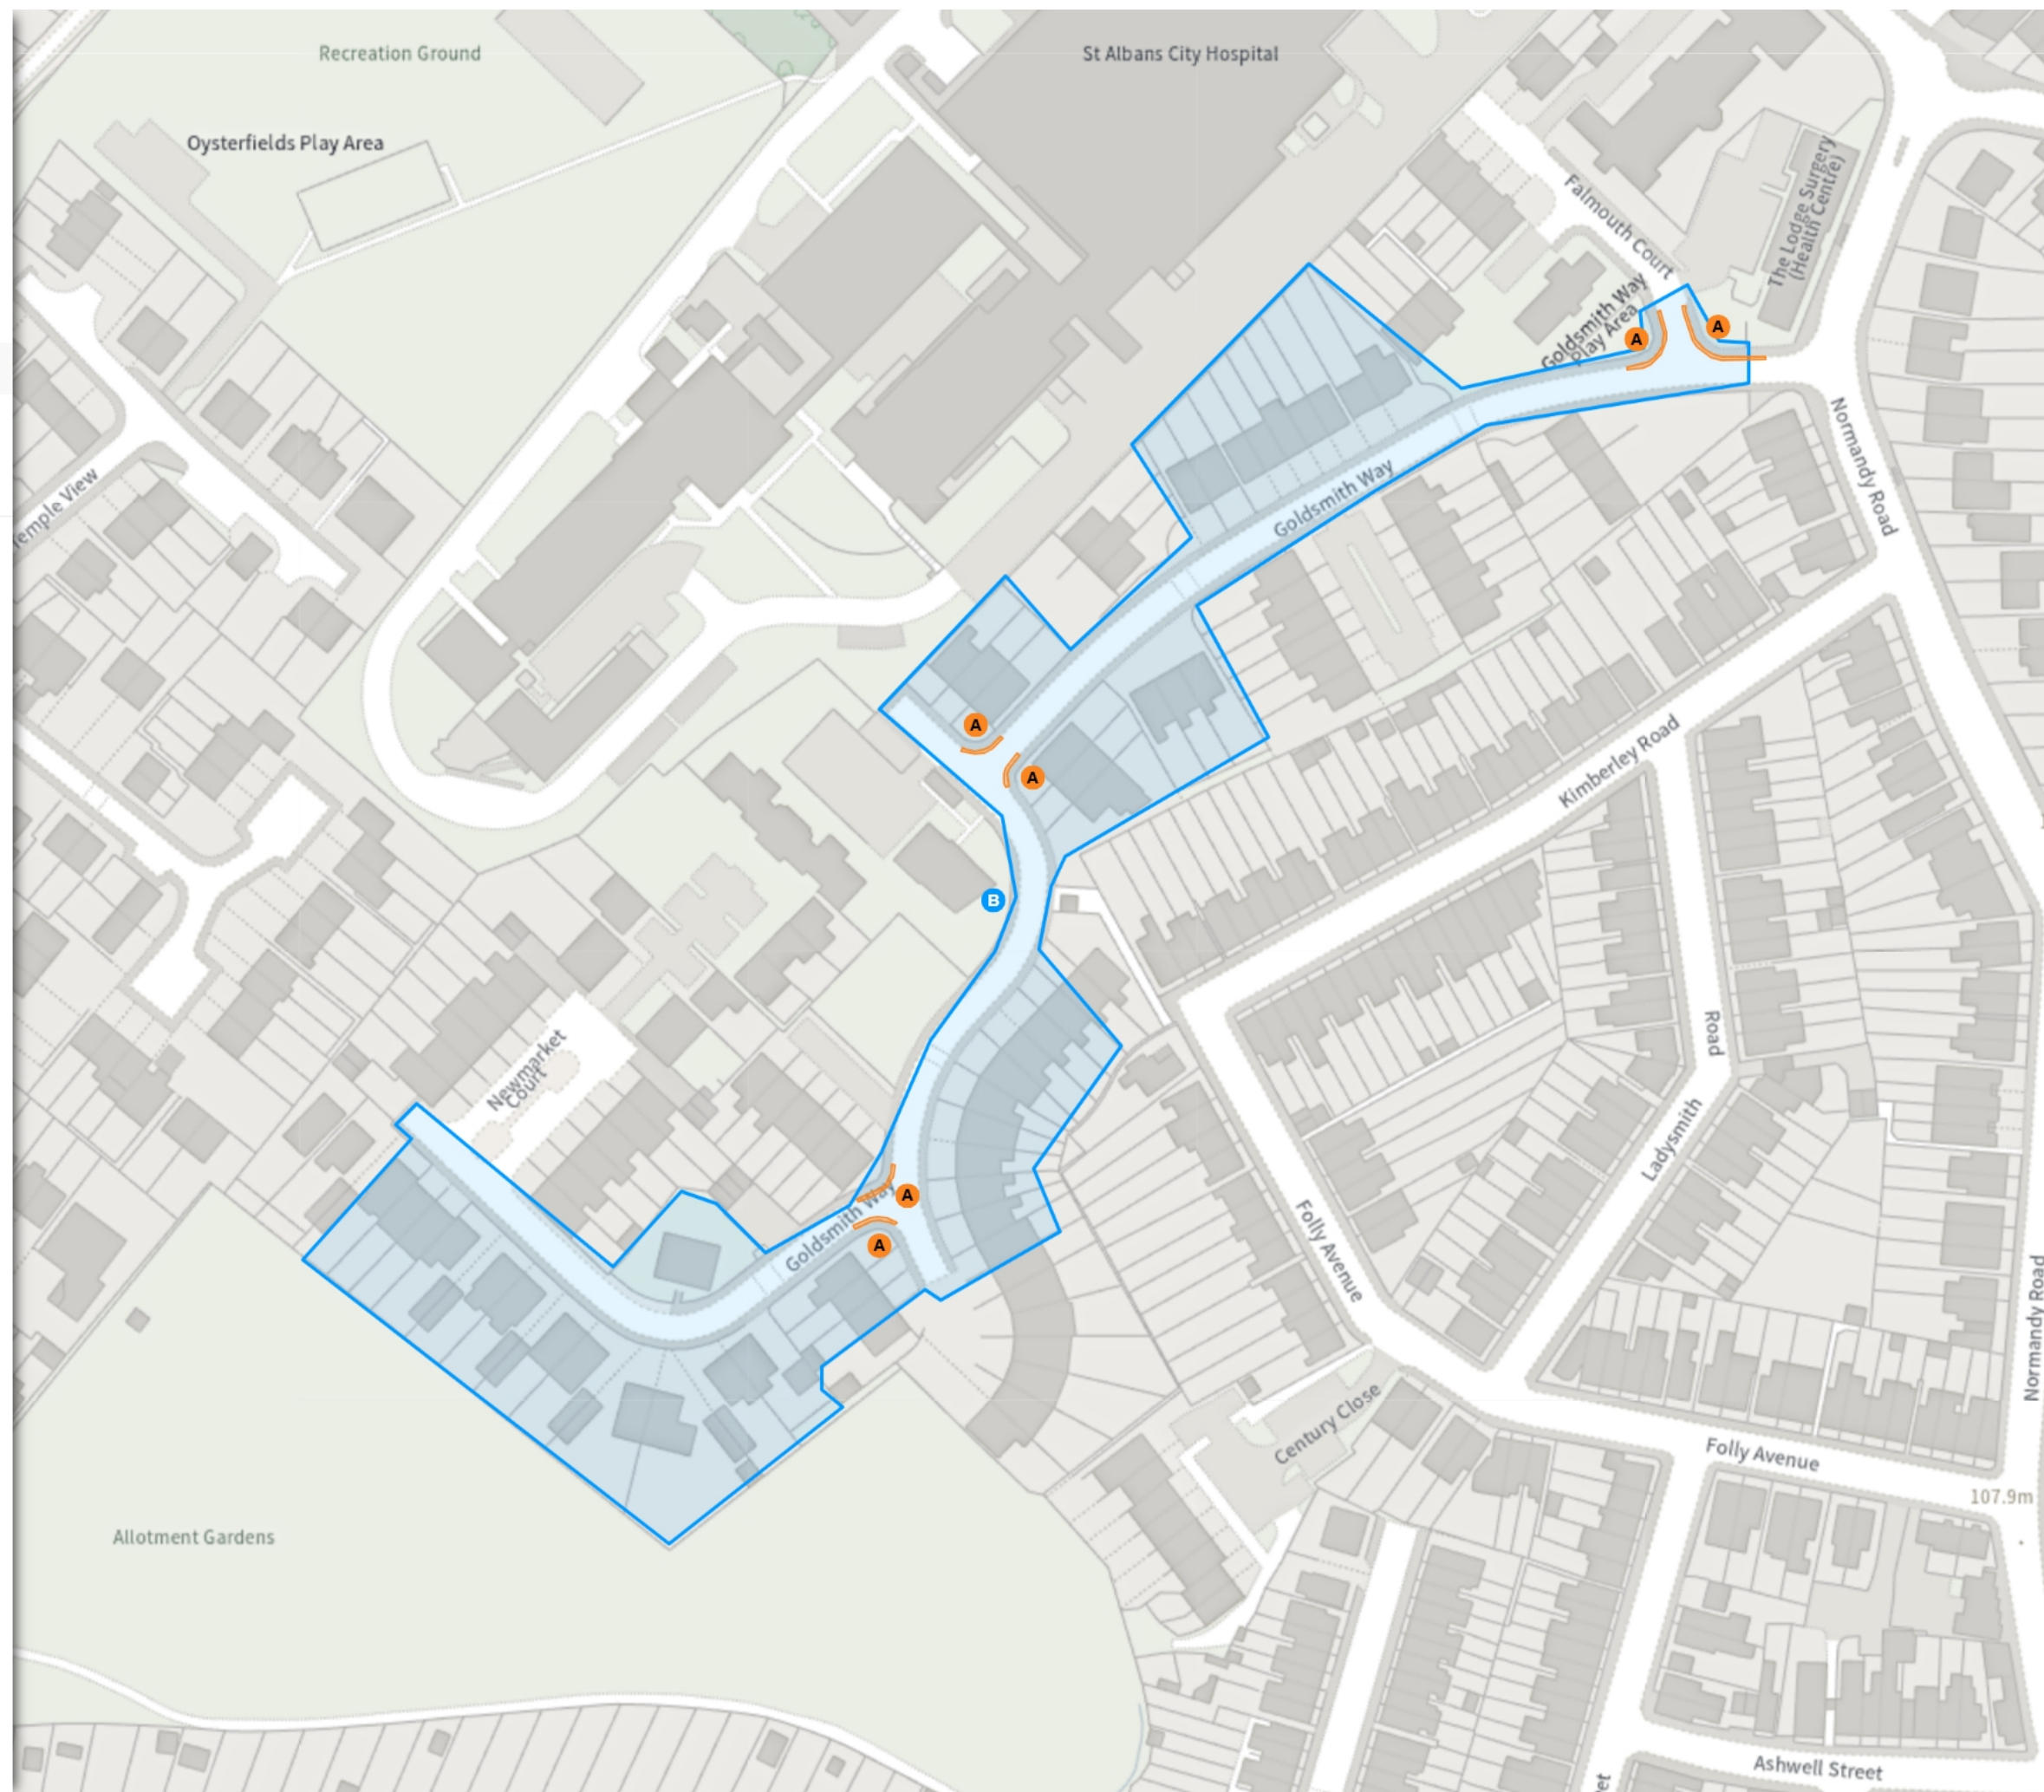 Recreation Ground
St Albans City Hospital
Oysterfields Play Area
The Lodge Surgery
(Health Centre)
Falmouth Court
Goldsmith Way
Play Area
A
A
Normandy Road
Temple View
Goldsmith Way
A
A
Kimberley Road
B
Newmarket
Court
Road
Ladysmith
A
Goldsmith Way
A
Folly Avenue
Normandy Road
Century Close
Folly Avenue
107.9m
Allotment Gardens
Ashwell Street